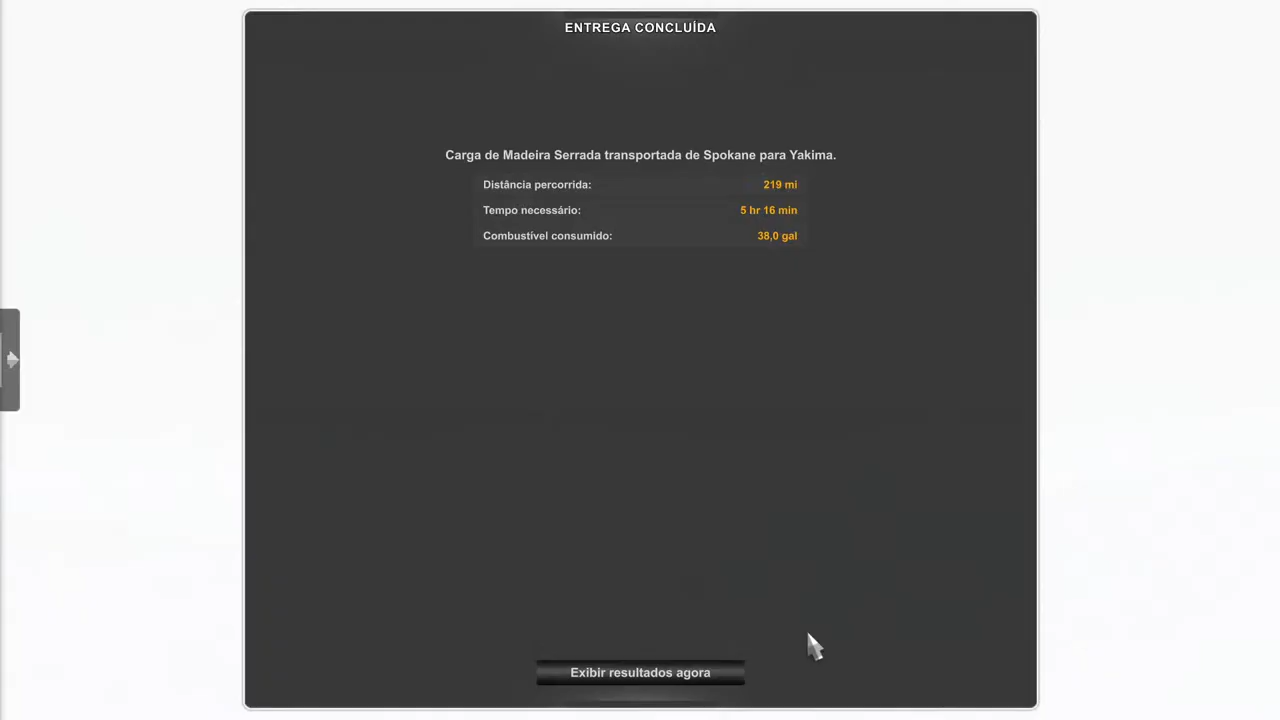 ENTREGA CONCLUÍDA
Carga de Madeira Serrada transportada de Spokane para Yakima.
Distância percorrida: 219 mi
Tempo necessário: 5 hr 16 min
Combustível consumido: 38,0 gal
Exibir resultados agora